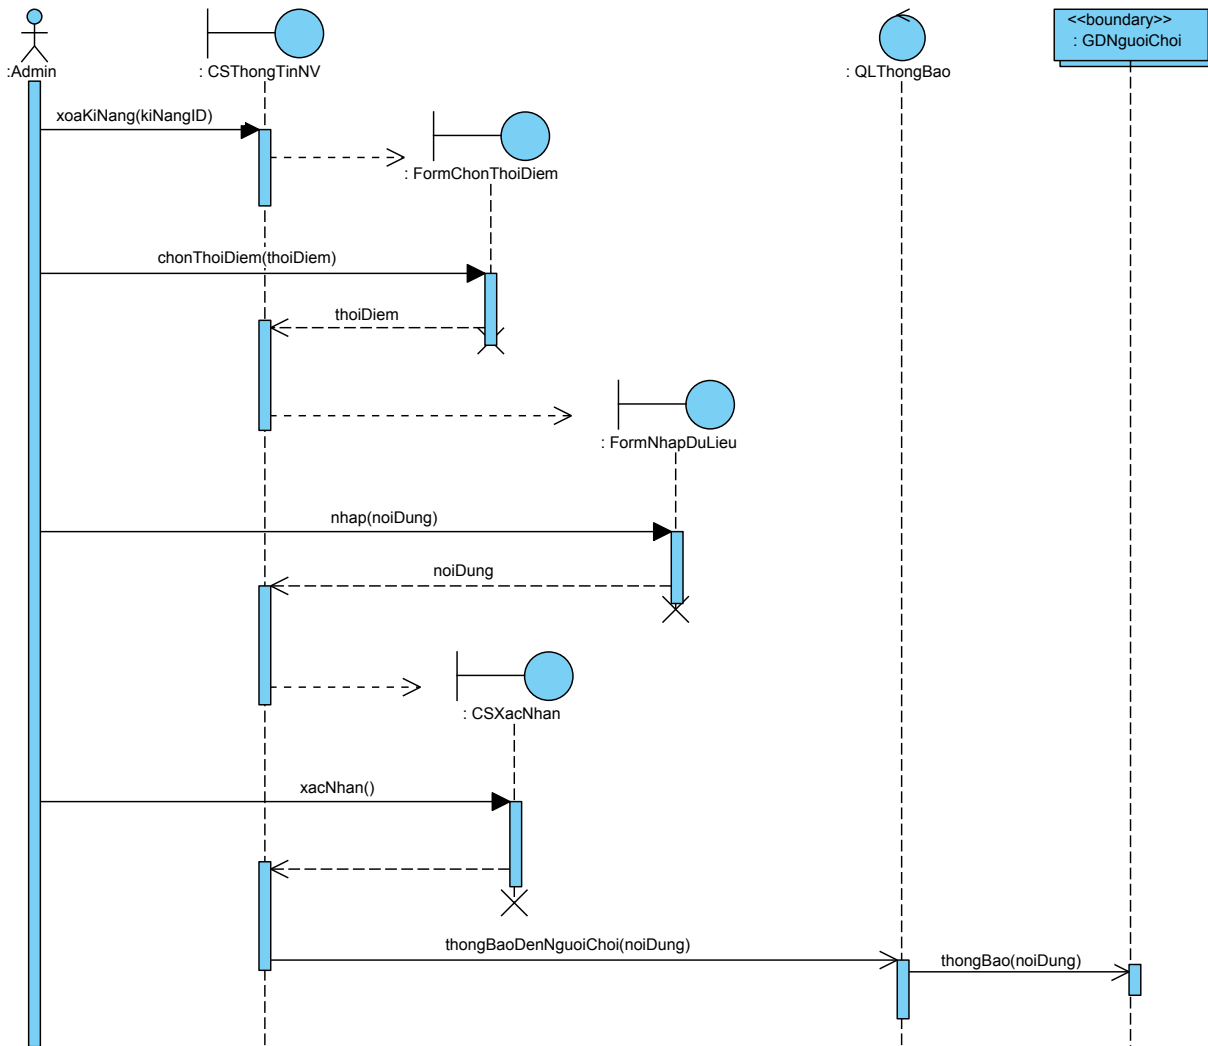 <<boundary>>
: GDNguoiChoi
:Admin
: CSThongTinNV
: QLThongBao
xoaKiNang(kiNangID)
: FormChonThoiDiem
chonThoiDiem(thoiDiem)
thoiDiem
: FormNhapDuLieu
nhap(noiDung)
noiDung
: CSXacNhan
xacNhan()
thongBaoDenNguoiChoi(noiDung)
thongBao(noiDung)